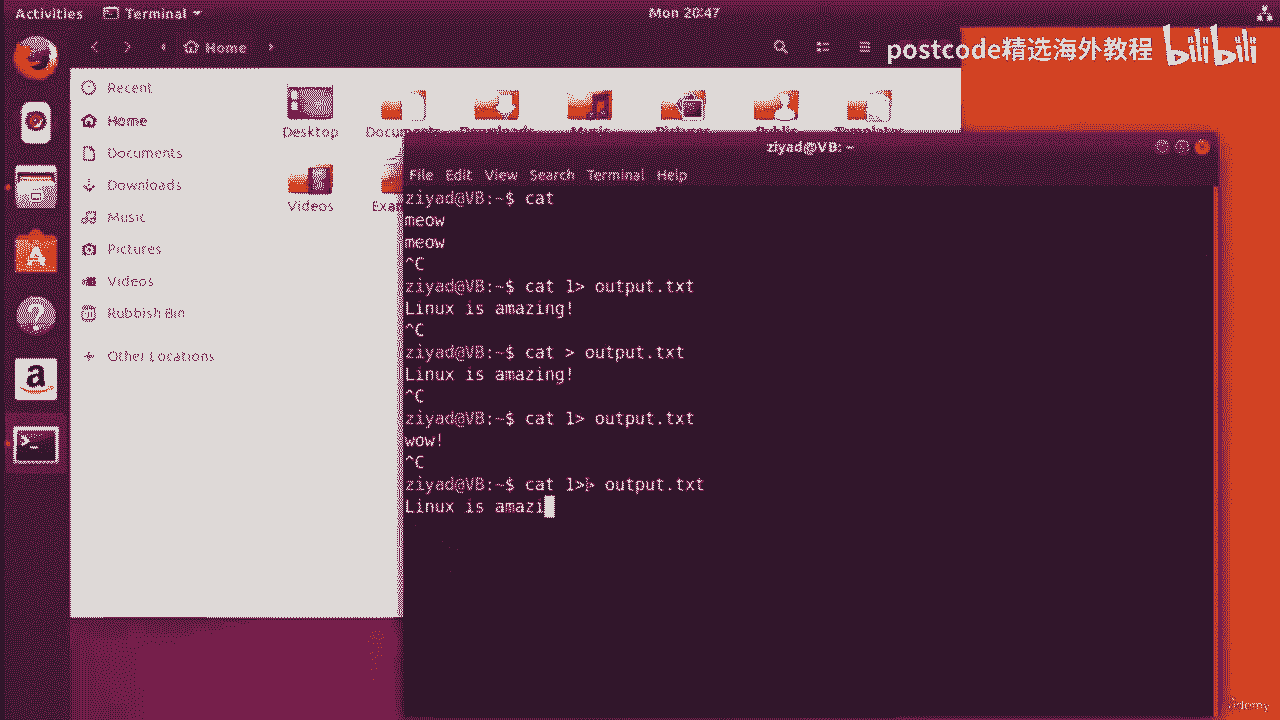 Activities Terminal Mon 20:47
Home
postcode精选海外教程 bilibili
Recent
Home
Documents
Downloads
Music
Pictures
Videos
Rubbish Bin
Other Locations
Desktop
Documents Downloads Music Pictures Public Templates
Videos Exa
ziyad@VB: ~
File Edit View Search Terminal Help
ziyad@VB:~$ cat
meow
meow
^C
ziyad@VB:~$ cat 1> output.txt
Linux is amazing!
^C
ziyad@VB:~$ cat > output.txt
Linux is amazing!
^C
ziyad@VB:~$ cat 1> output.txt
wow!
^C
ziyad@VB:~$ cat 1>> output.txt
Linux is amazi
Udemy